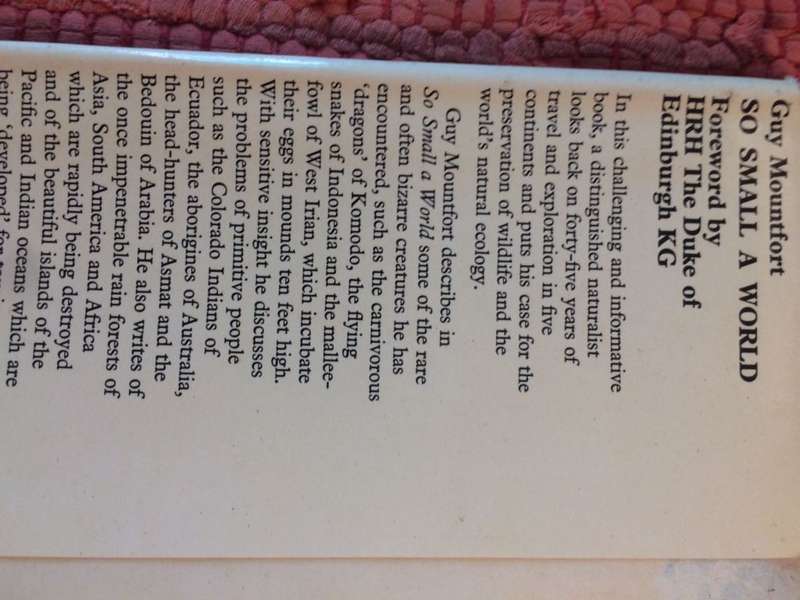 Guy Mountfort
SO SMALL A WORLD
Foreword by
HRH The Duke of
Edinburgh KG
In this challenging and informative
book, a distinguished naturalist
looks back on forty-five years of
travel and exploration in five
continents and puts his case for the
preservation of wildlife and the
world's natural ecology.
Guy Mountfort describes in
So Small a World some of the rare
and often bizarre creatures he has
encountered, such as the carnivorous
'dragons' of Komodo, the flying
snakes of Indonesia and the mallee-
fowl of West Irian, which incubate
their eggs in mounds ten feet high.
With sensitive insight he discusses
the problems of primitive people
such as the Colorado Indians of
Ecuador, the aborigines of Australia,
the head-hunters of Asmat and the
Bedouin of Arabia. He also writes of
the once impenetrable rain forests of
Asia, South America and Africa
which are rapidly being destroyed
and of the beautiful islands of the
Pacific and Indian oceans which are
being 'developed' for